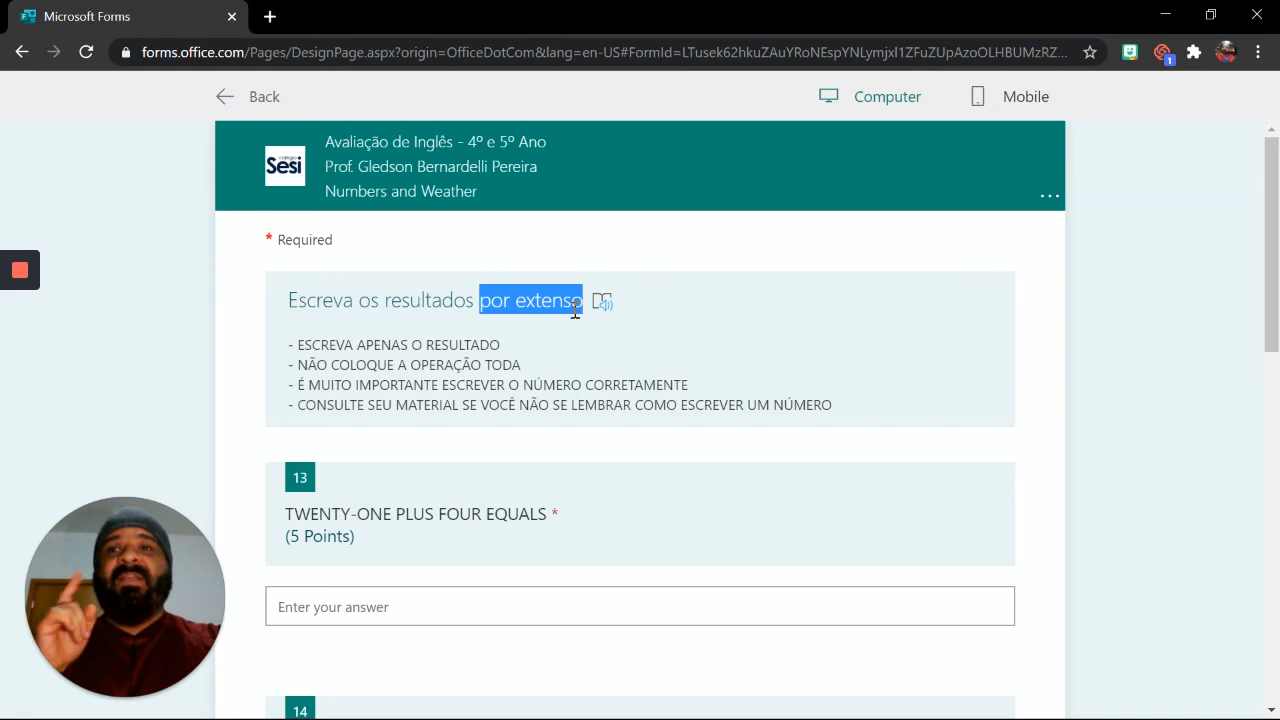 Microsoft Forms
forms.office.com/Pages/DesignPage.aspx?origin=OfficeDotCom&lang=en-US#FormId=LTusek62hkuZAuYRoNEspYNLymjxI1ZFuZUpAzoOLHBUMzRZ...
1
Back
Computer
Mobile
colégio
Sesi
Avaliação de Inglês - 4º e 5º Ano
Prof. Gledson Bernardelli Pereira
Numbers and Weather
...
* Required
Escreva os resultados por extenso
- ESCREVA APENAS O RESULTADO
- NÃO COLOQUE A OPERAÇÃO TODA
- É MUITO IMPORTANTE ESCREVER O NÚMERO CORRETAMENTE
- CONSULTE SEU MATERIAL SE VOCÊ NÃO SE LEMBRAR COMO ESCREVER UM NÚMERO
13
TWENTY-ONE PLUS FOUR EQUALS *
(5 Points)
Enter your answer
14